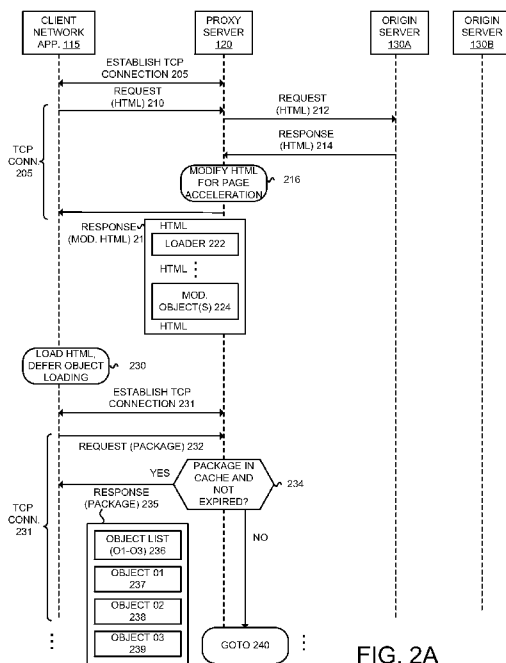 CLIENT
NETWORK
APP. 115
PROXY
SERVER
120
ORIGIN
SERVER
130A
ORIGIN
SERVER
130B
ESTABLISH TCP
CONNECTION 205
REQUEST
(HTML) 210
REQUEST
(HTML) 212
RESPONSE
(HTML) 214
TCP
CONN.
205
MODIFY HTML
FOR PAGE
ACCELERATION
216
RESPONSE
(MOD. HTML) 21
HTML
LOADER 222
HTML
MOD.
OBJECT(S) 224
HTML
LOAD HTML,
DEFER OBJECT
LOADING
230
ESTABLISH TCP
CONNECTION 231
REQUEST (PACKAGE) 232
TCP
CONN.
231
YES
PACKAGE IN
CACHE AND
NOT
EXPIRED?
234
RESPONSE
(PACKAGE) 235
NO
OBJECT LIST
(O1-O3) 236
OBJECT 01
237
OBJECT 02
238
OBJECT 03
239
GOTO 240
FIG. 2A